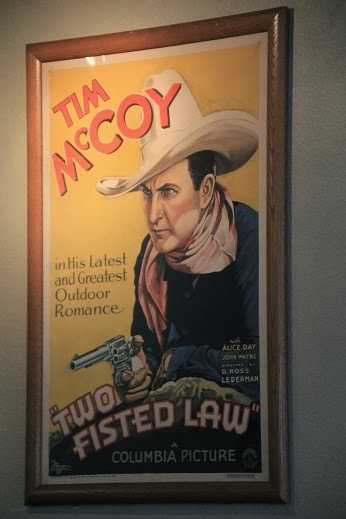 TIM
McCOY
in His Latest
and Greatest
Outdoor
Romance
with
ALICE DAY
JOHN WAYNE
DIRECTED BY
D. ROSS
LEDERMAN
"TWO
FISTED LAW"
A
COLUMBIA PICTURE